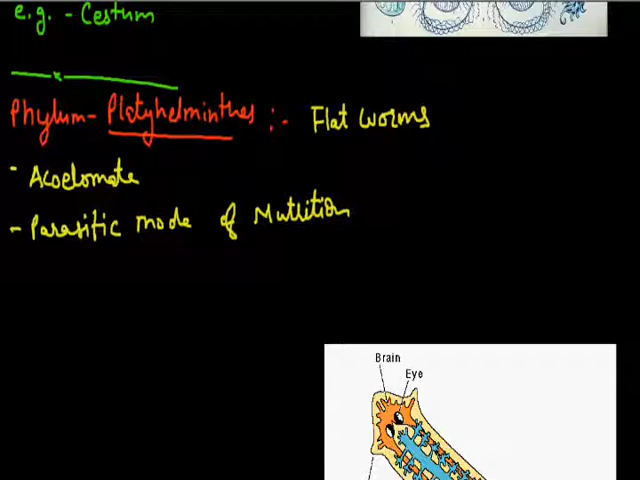 e.g. - Cestum
Phylum- Platyhelminthes :- Flat worms
- Acoelomate
- Parasitic mode of Nutrition
Brain
Eye